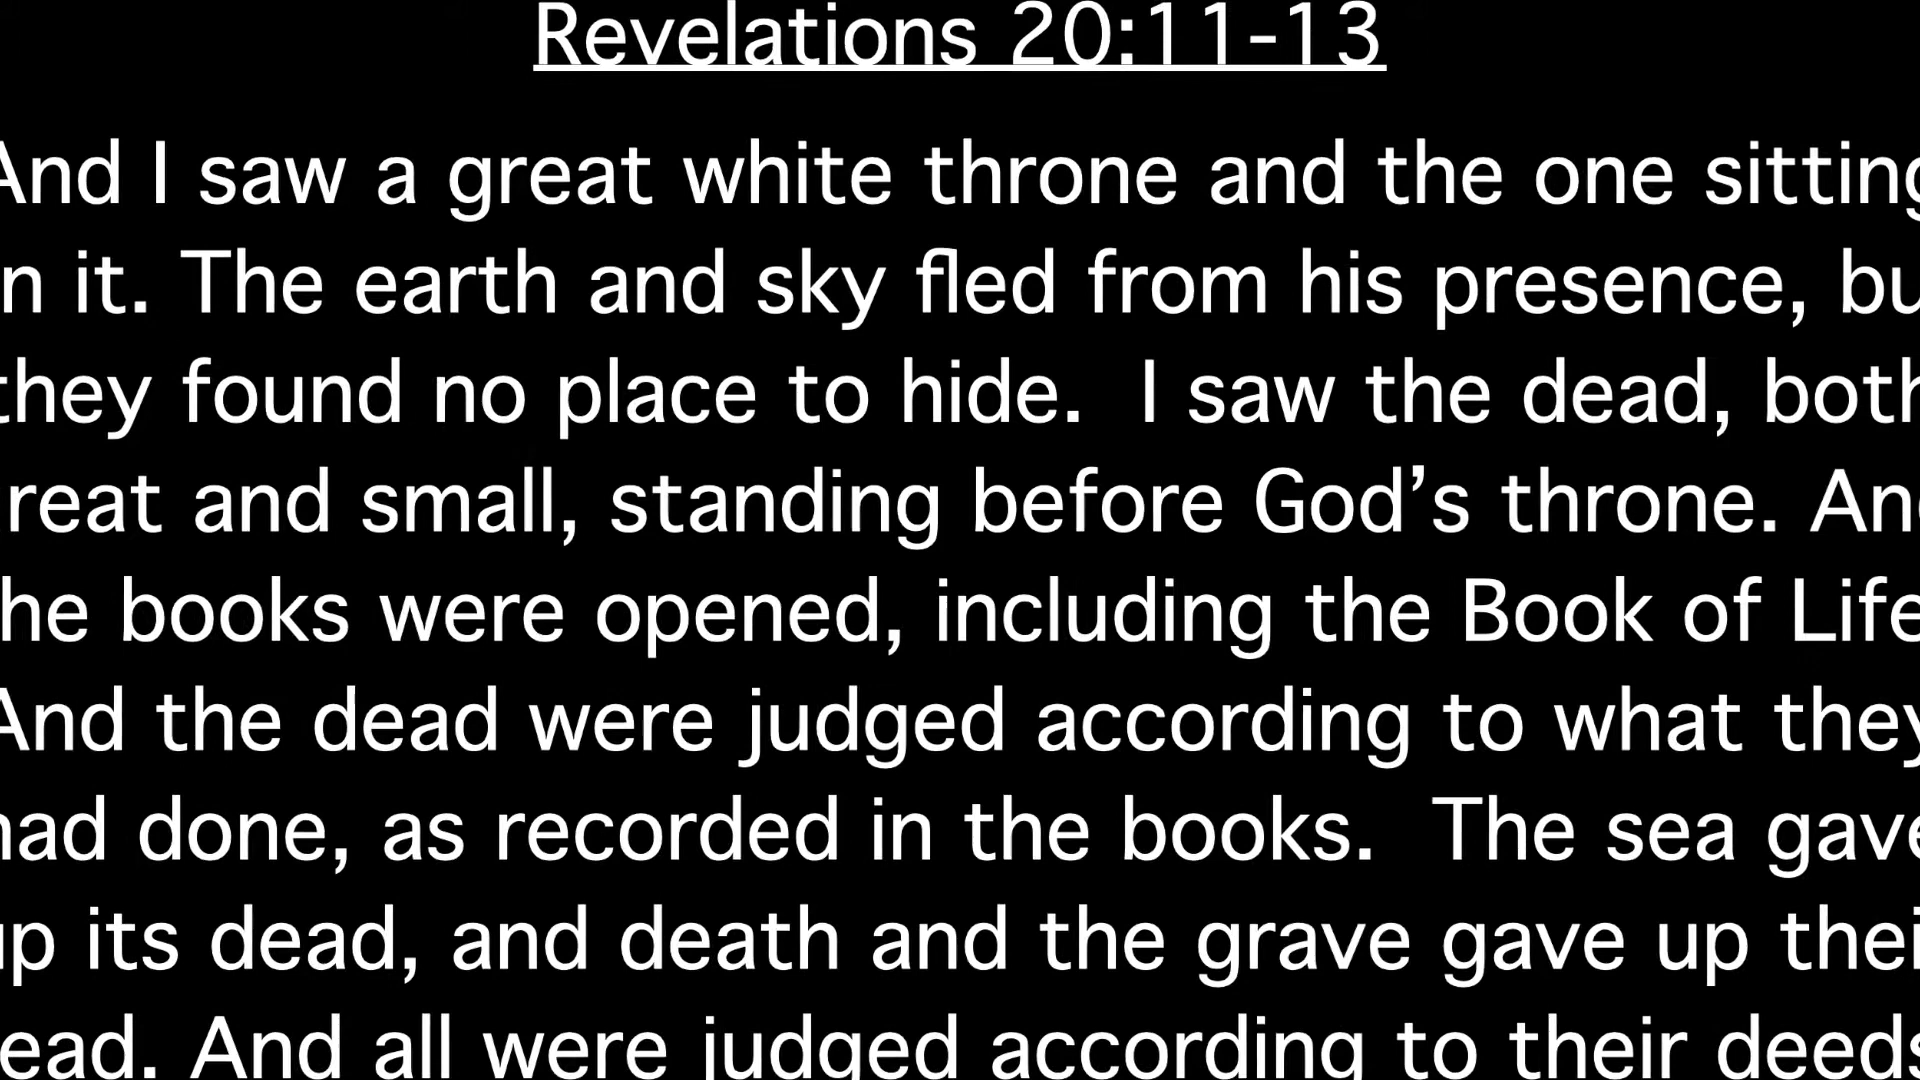 Revelations 20:11-13
And I saw a great white throne and the one sitting
n it. The earth and sky fled from his presence, bu
they found no place to hide. I saw the dead, both
reat and small, standing before God’s throne. And
he books were opened, including the Book of Life
And the dead were judged according to what they
had done, as recorded in the books. The sea gave
up its dead, and death and the grave gave up thei
ead. And all were judged according to their deeds